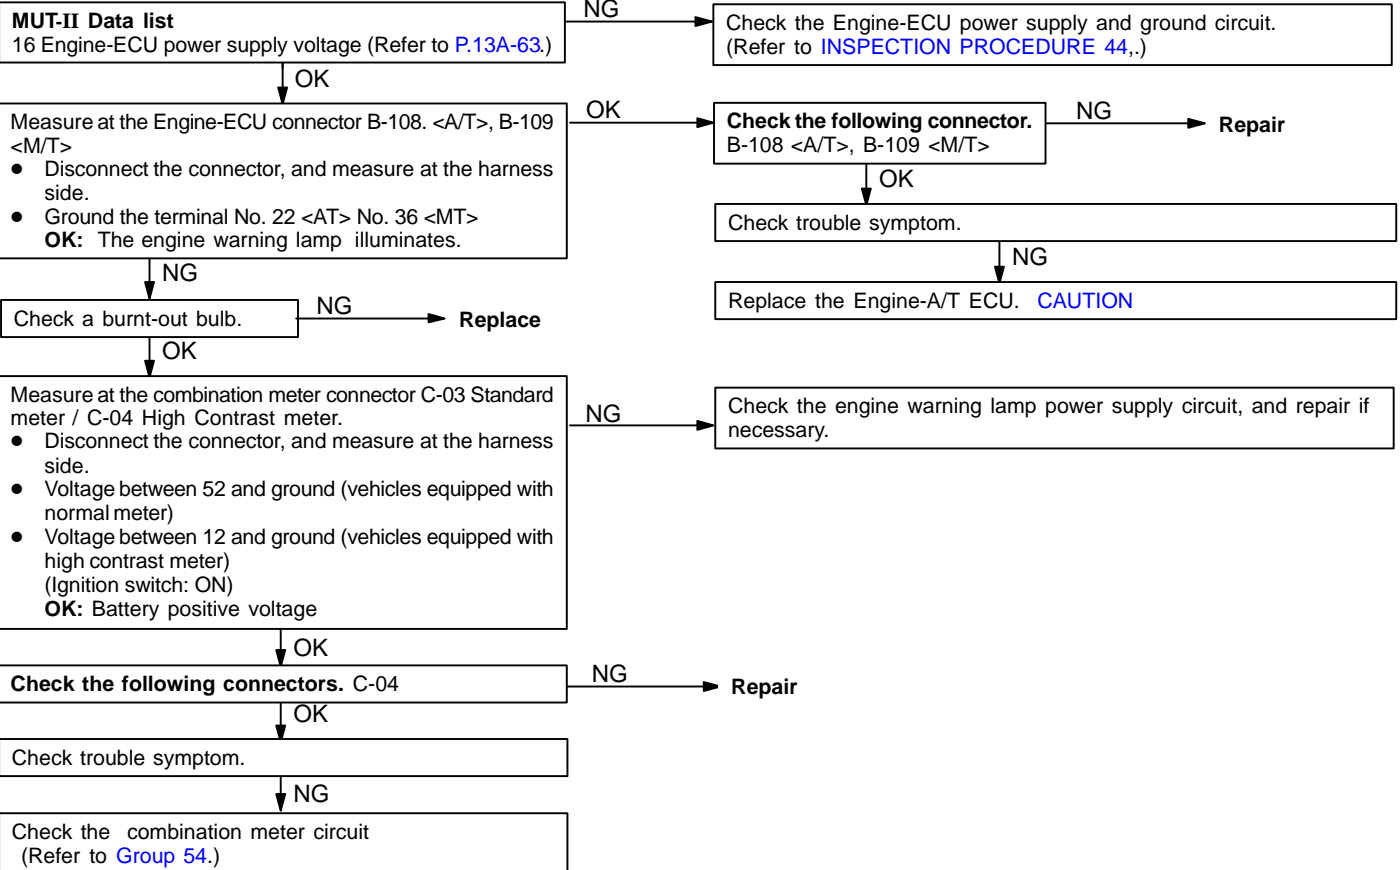 MUT-II Data list
16 Engine-ECU power supply voltage (Refer to P.13A-63.)
NG
Check the Engine-ECU power supply and ground circuit.
(Refer to INSPECTION PROCEDURE 44,.)
OK
Measure at the Engine-ECU connector B-108. <A/T>, B-109
<M/T>
● Disconnect the connector, and measure at the harness
side.
● Ground the terminal No. 22 <AT> No. 36 <MT>
OK: The engine warning lamp illuminates.
OK
Check the following connector.
B-108 <A/T>, B-109 <M/T>
NG
Repair
OK
Check trouble symptom.
NG
Replace the Engine-A/T ECU. CAUTION
NG
Check a burnt-out bulb.
NG
Replace
OK
Measure at the combination meter connector C-03 Standard
meter / C-04 High Contrast meter.
● Disconnect the connector, and measure at the harness
side.
● Voltage between 52 and ground (vehicles equipped with
normal meter)
● Voltage between 12 and ground (vehicles equipped with
high contrast meter)
(Ignition switch: ON)
OK: Battery positive voltage
NG
Check the engine warning lamp power supply circuit, and repair if
necessary.
OK
Check the following connectors. C-04
NG
Repair
OK
Check trouble symptom.
NG
Check the combination meter circuit
(Refer to Group 54.)